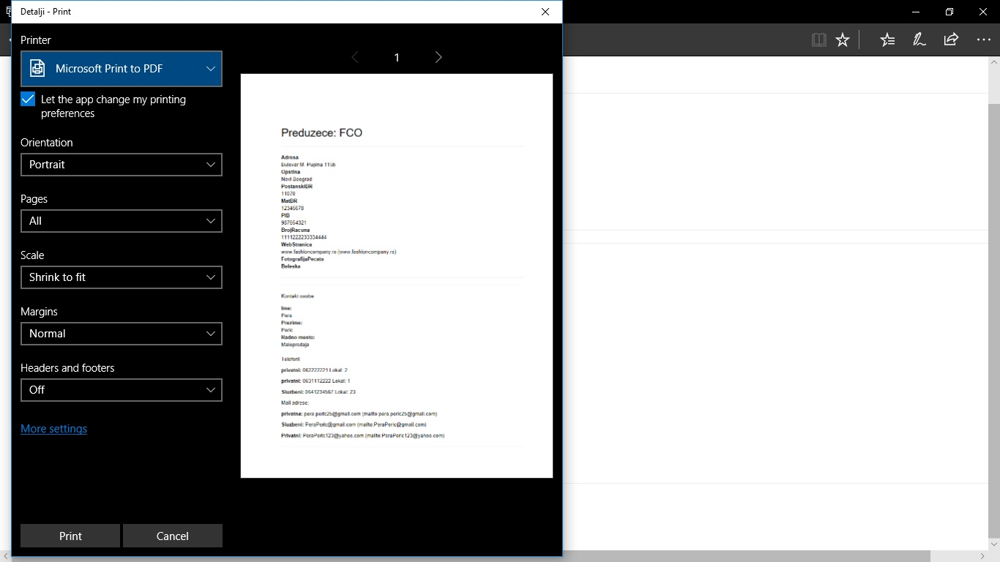 Detalji - Print
Printer
Microsoft Print to PDF
Let the app change my printing
preferences
Orientation
Portrait
Pages
All
Scale
Shrink to fit
Margins
Normal
Headers and footers
Off
More settings
Print
Cancel
1
Preduzece: FCO
Adresa
Bulevar M. Pupina 115b
Opstina
Novi Beograd
PostanskiBR
11070
MatBR
12345678
PIB
987654321
BrojRacuna
1111222233334444
WebStranica
www.fashioncompany.rs (www.fashioncompany.rs)
FotografijaPecata
Beleska
Kontakt osobe
Ime:
Pera
Prezime:
Peric
Radno mesto:
Maloprodaja
Telefoni:
privatni: 062222221 Lokal: 2
privatni: 0631112222 Lokal: 1
Sluzbeni: 0641234567 Lokal: 23
Mail adrese:
privatna: pera.peric25@gmail.com (mailto:pera.peric25@gmail.com)
Sluzbeni: PeraPeric@gmail.com (mailto:PeraPeric@gmail.com)
Privatni: PeraPeric123@yahoo.com (mailto:PeraPeric123@yahoo.com)